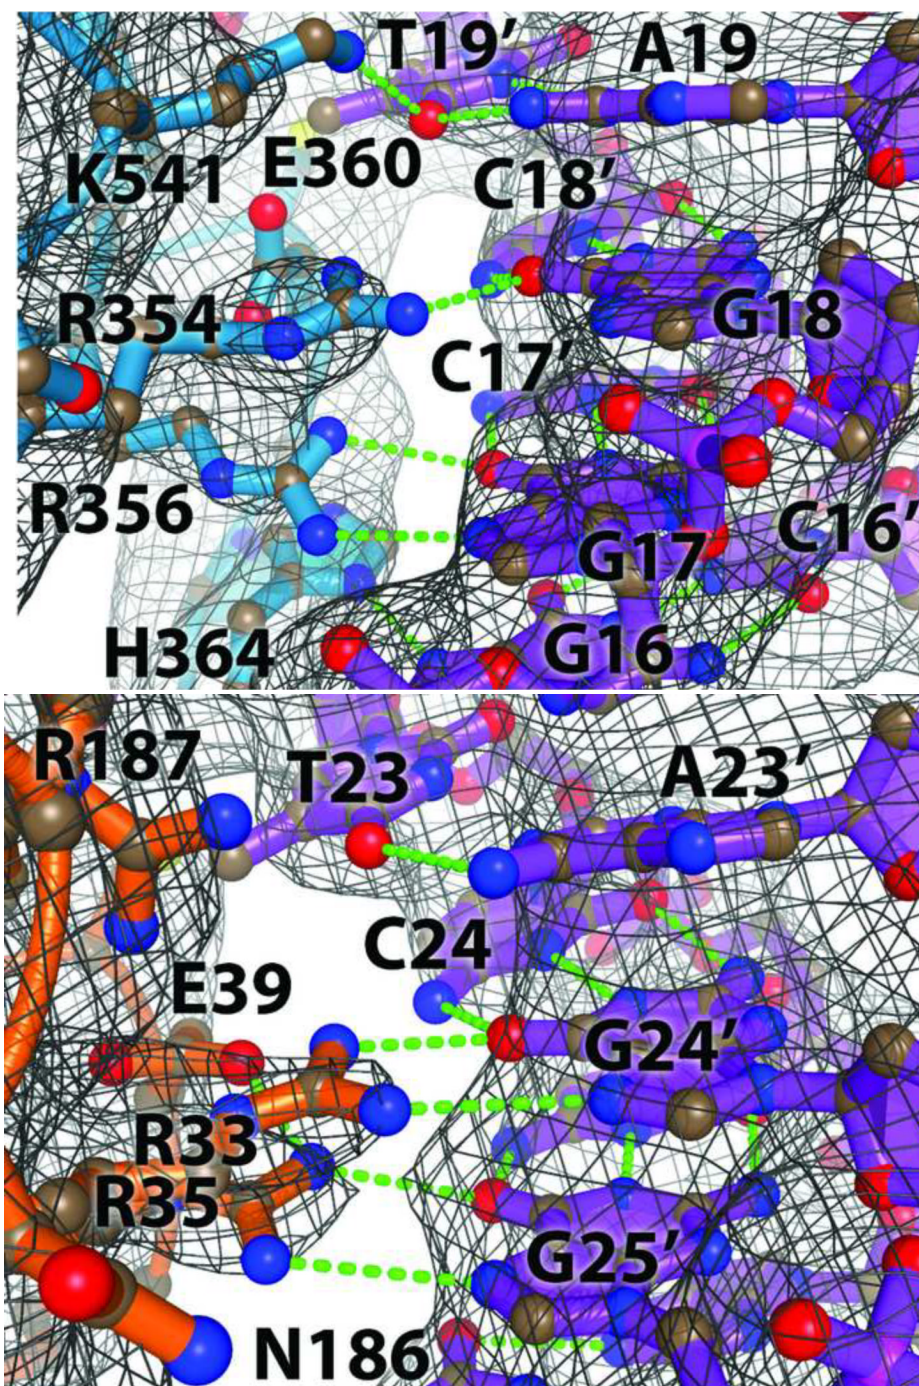 T19′ A19
K541 E360 C18′
R354 G18
C17′
R356 G17 C16′
H364 G16
R187 T23 A23′
C24
E39 G24′
R33
R35 G25′
N186